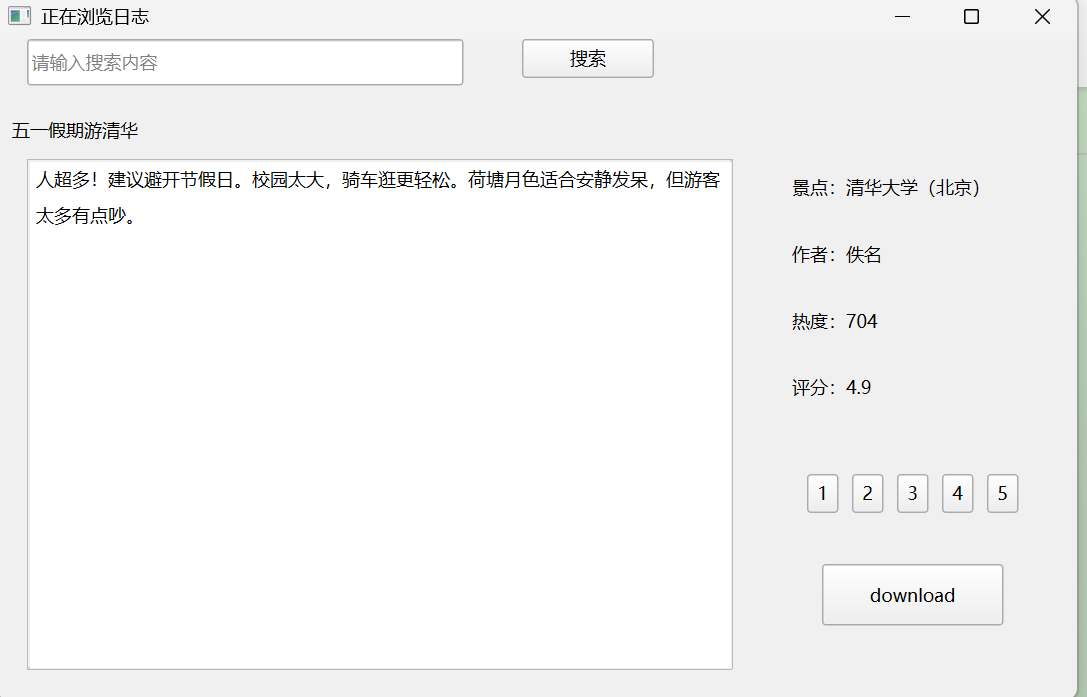 正在浏览日志
请输入搜索内容
搜索
五一假期游清华
人超多！建议避开节假日。校园太大，骑车逛更轻松。荷塘月色适合安静发呆，但游客
太多有点吵。
景点：清华大学（北京）
作者：佚名
热度：704
评分：4.9
1 2 3 4 5
download